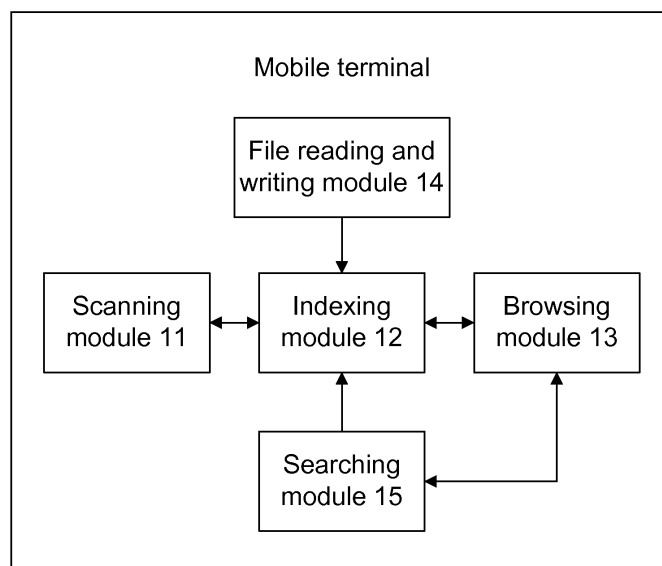 Mobile terminal
File reading and
writing module 14
Scanning
module 11
Indexing
module 12
Browsing
module 13
Searching
module 15